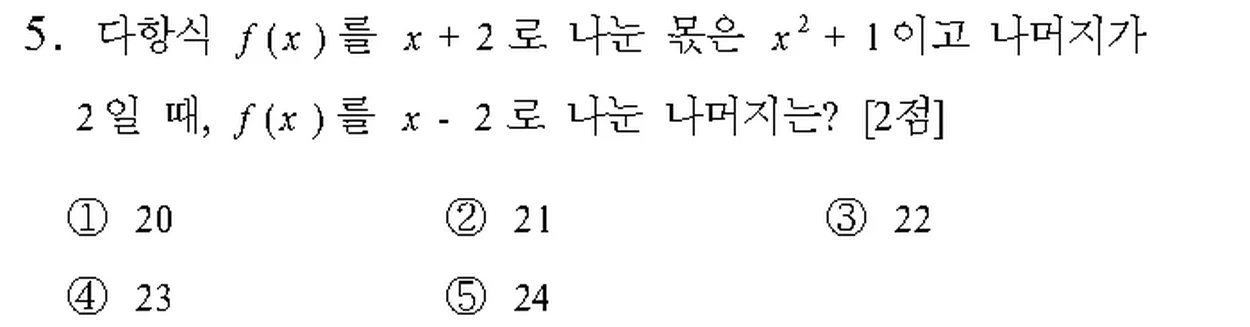 5. 다항식 f(x)를 x + 2로 나눈 몫은 x² + 1이고 나머지가
2일 때, f(x)를 x - 2로 나눈 나머지는? [2점]
① 20 ② 21 ③ 22
④ 23 ⑤ 24